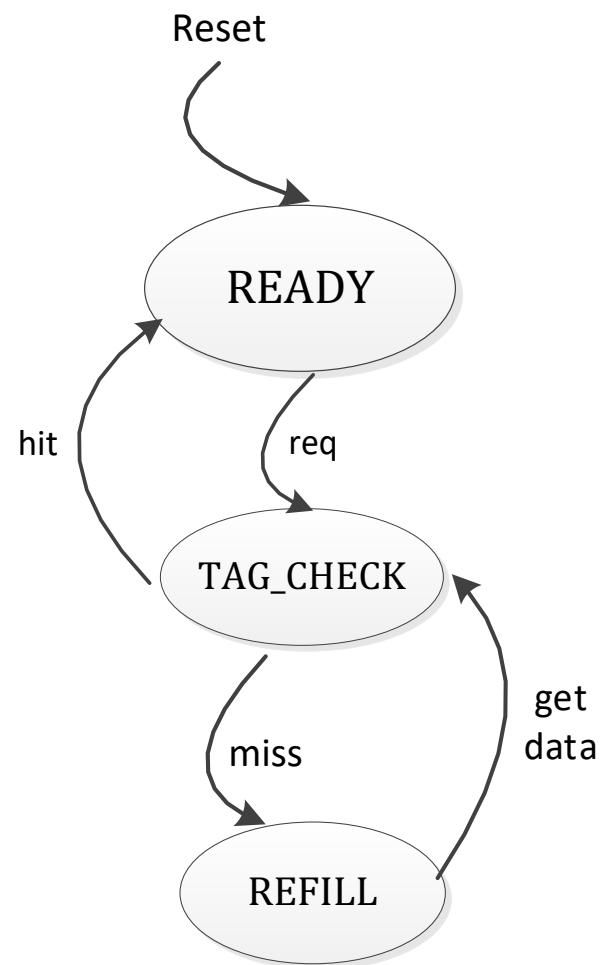 Reset
READY
hit
req
TAG_CHECK
miss
get
data
REFILL